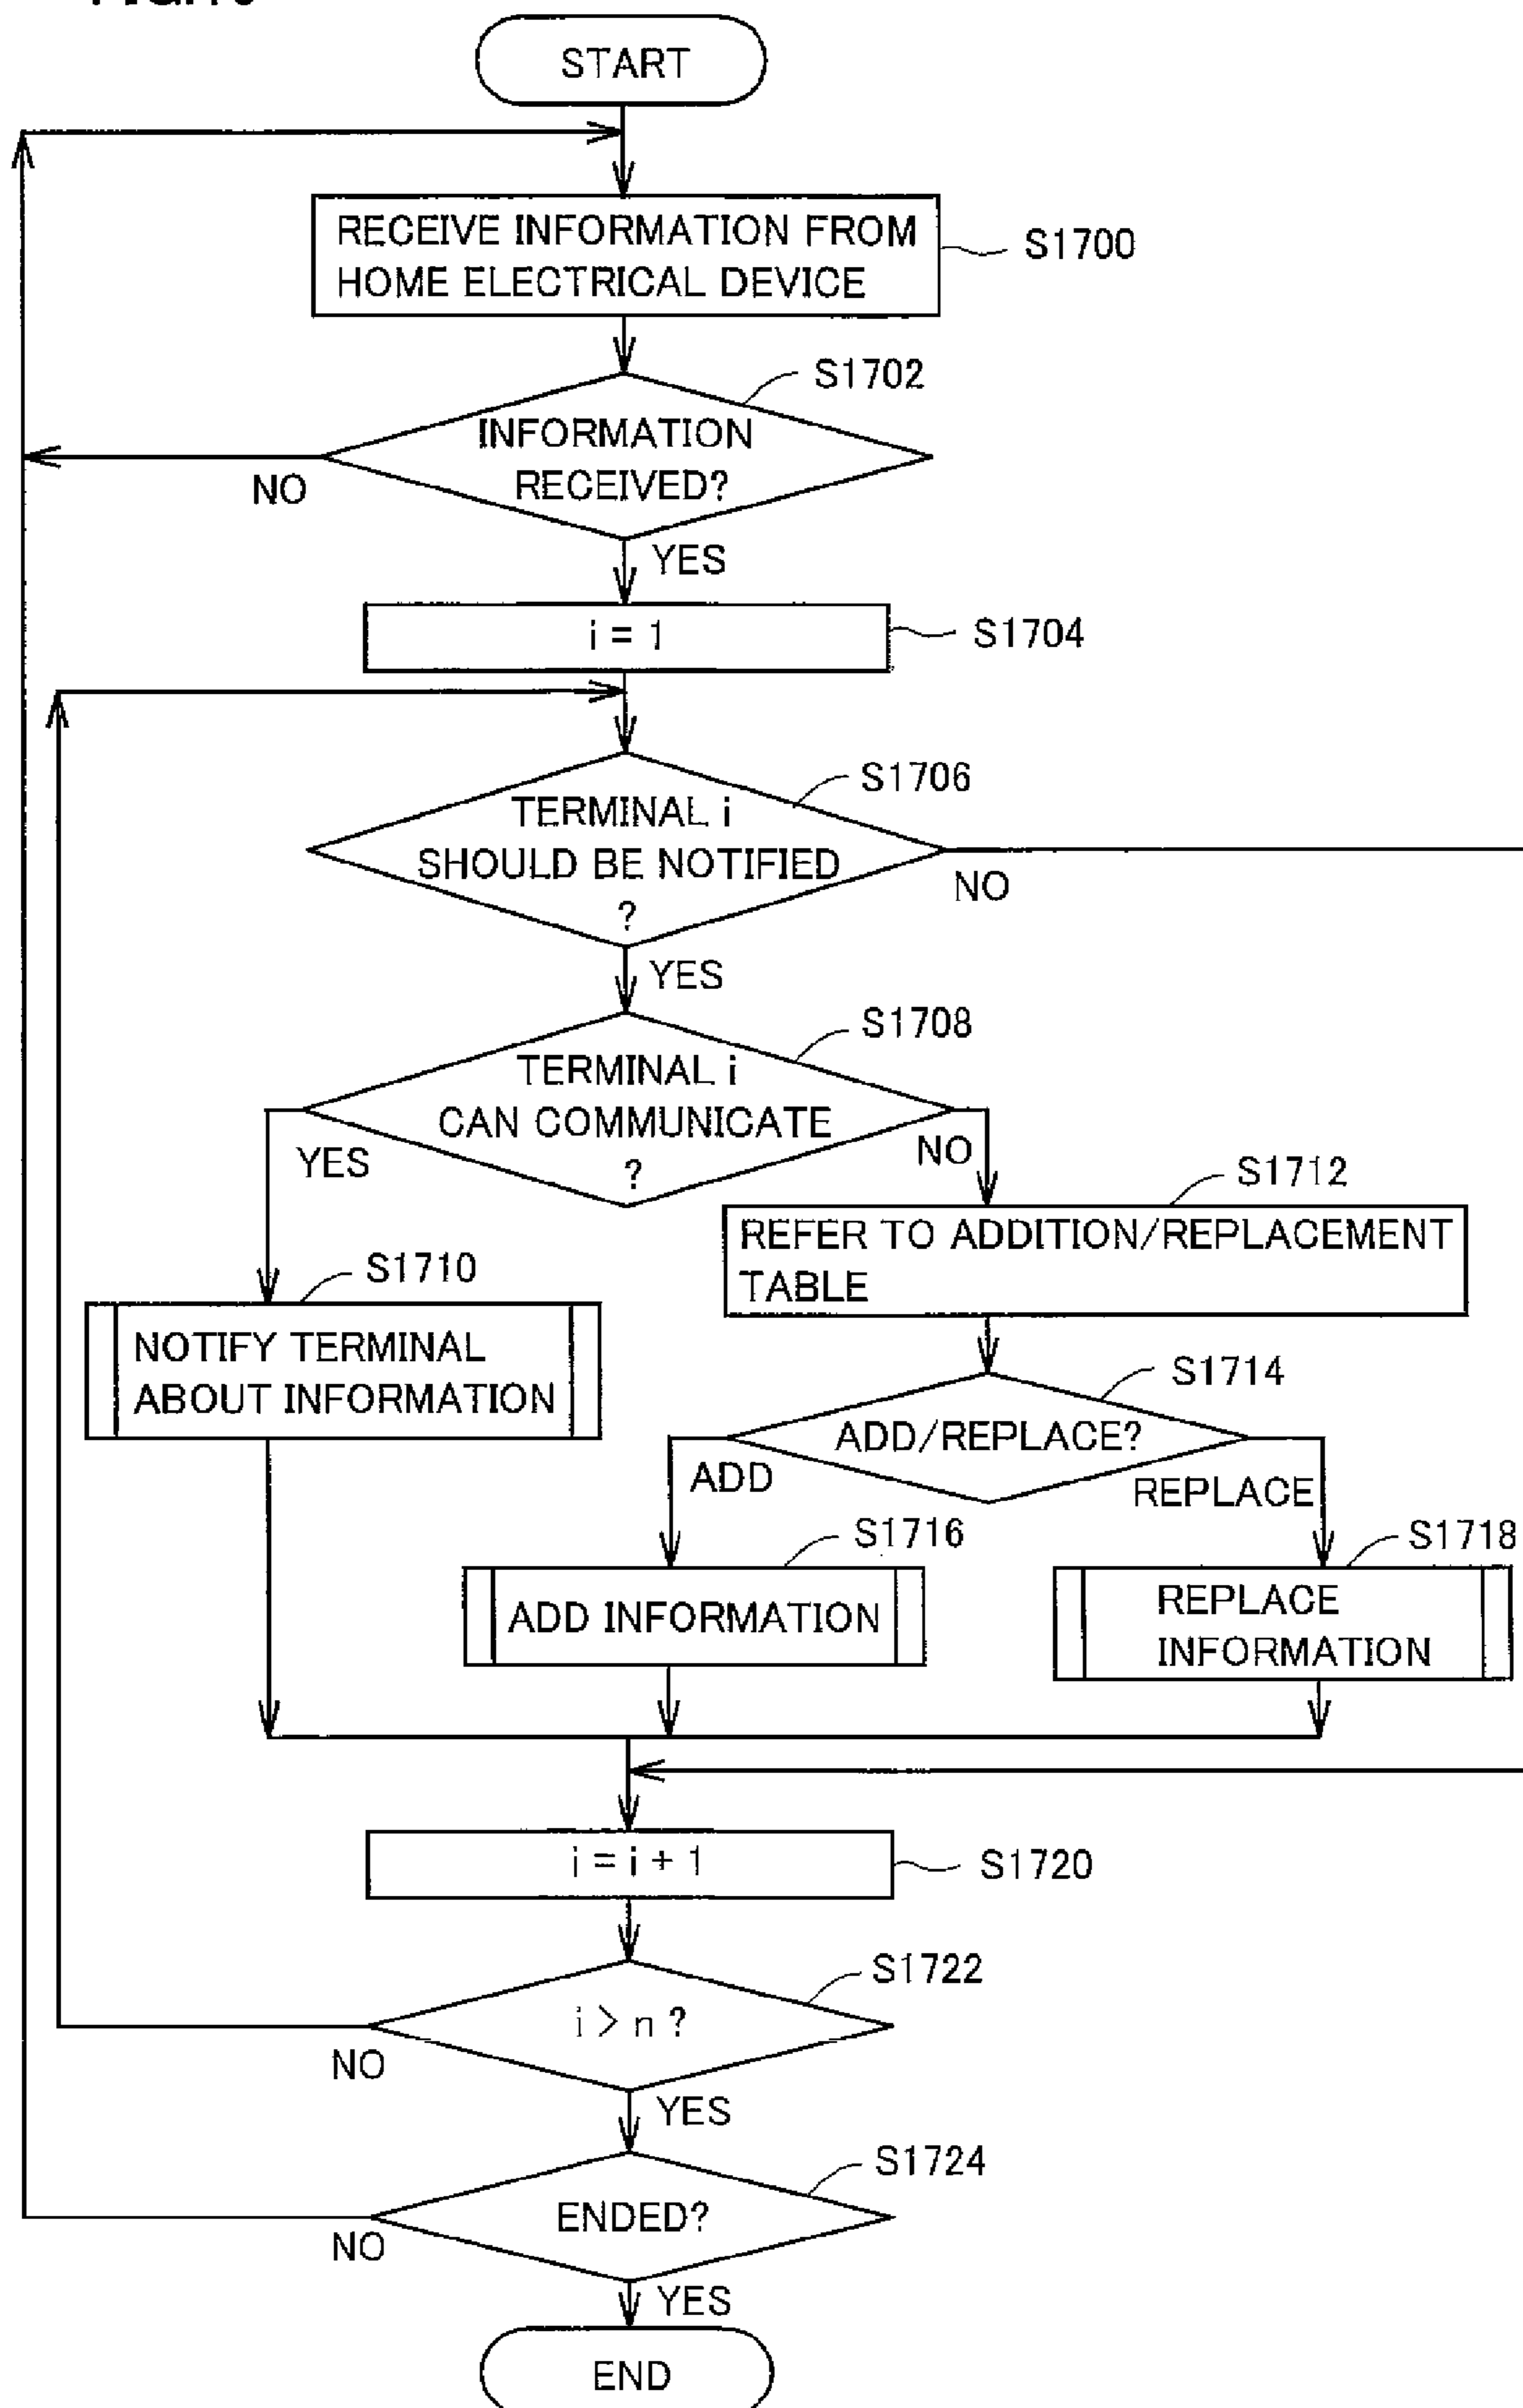 START
RECEIVE INFORMATION FROM
HOME ELECTRICAL DEVICE
S1700
S1702
INFORMATION
RECEIVED?
NO
YES
i = 1
S1704
S1706
TERMINAL i
SHOULD BE NOTIFIED
?
NO
YES
S1708
TERMINAL i
CAN COMMUNICATE
?
YES
NO
S1712
REFER TO ADDITION/REPLACEMENT
TABLE
S1710
NOTIFY TERMINAL
ABOUT INFORMATION
S1714
ADD/REPLACE?
ADD
REPLACE
S1716
ADD INFORMATION
S1718
REPLACE
INFORMATION
i = i + 1
S1720
S1722
i > n ?
NO
YES
S1724
ENDED?
NO
YES
END